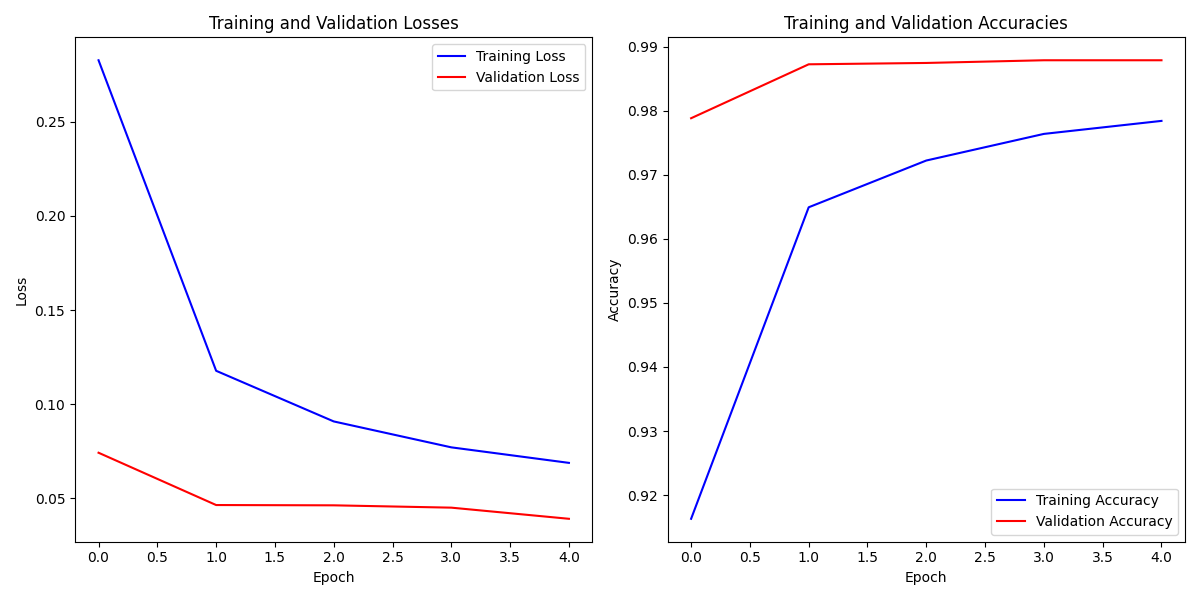 Training and Validation Losses
Training Loss
Validation Loss
0.25
0.20
0.15
0.10
0.05
Loss
0.0 0.5 1.0 1.5 2.0 2.5 3.0 3.5 4.0
Epoch
Training and Validation Accuracies
0.99
0.98
0.97
0.96
0.95
0.94
0.93
0.92
Accuracy
Training Accuracy
Validation Accuracy
0.0 0.5 1.0 1.5 2.0 2.5 3.0 3.5 4.0
Epoch